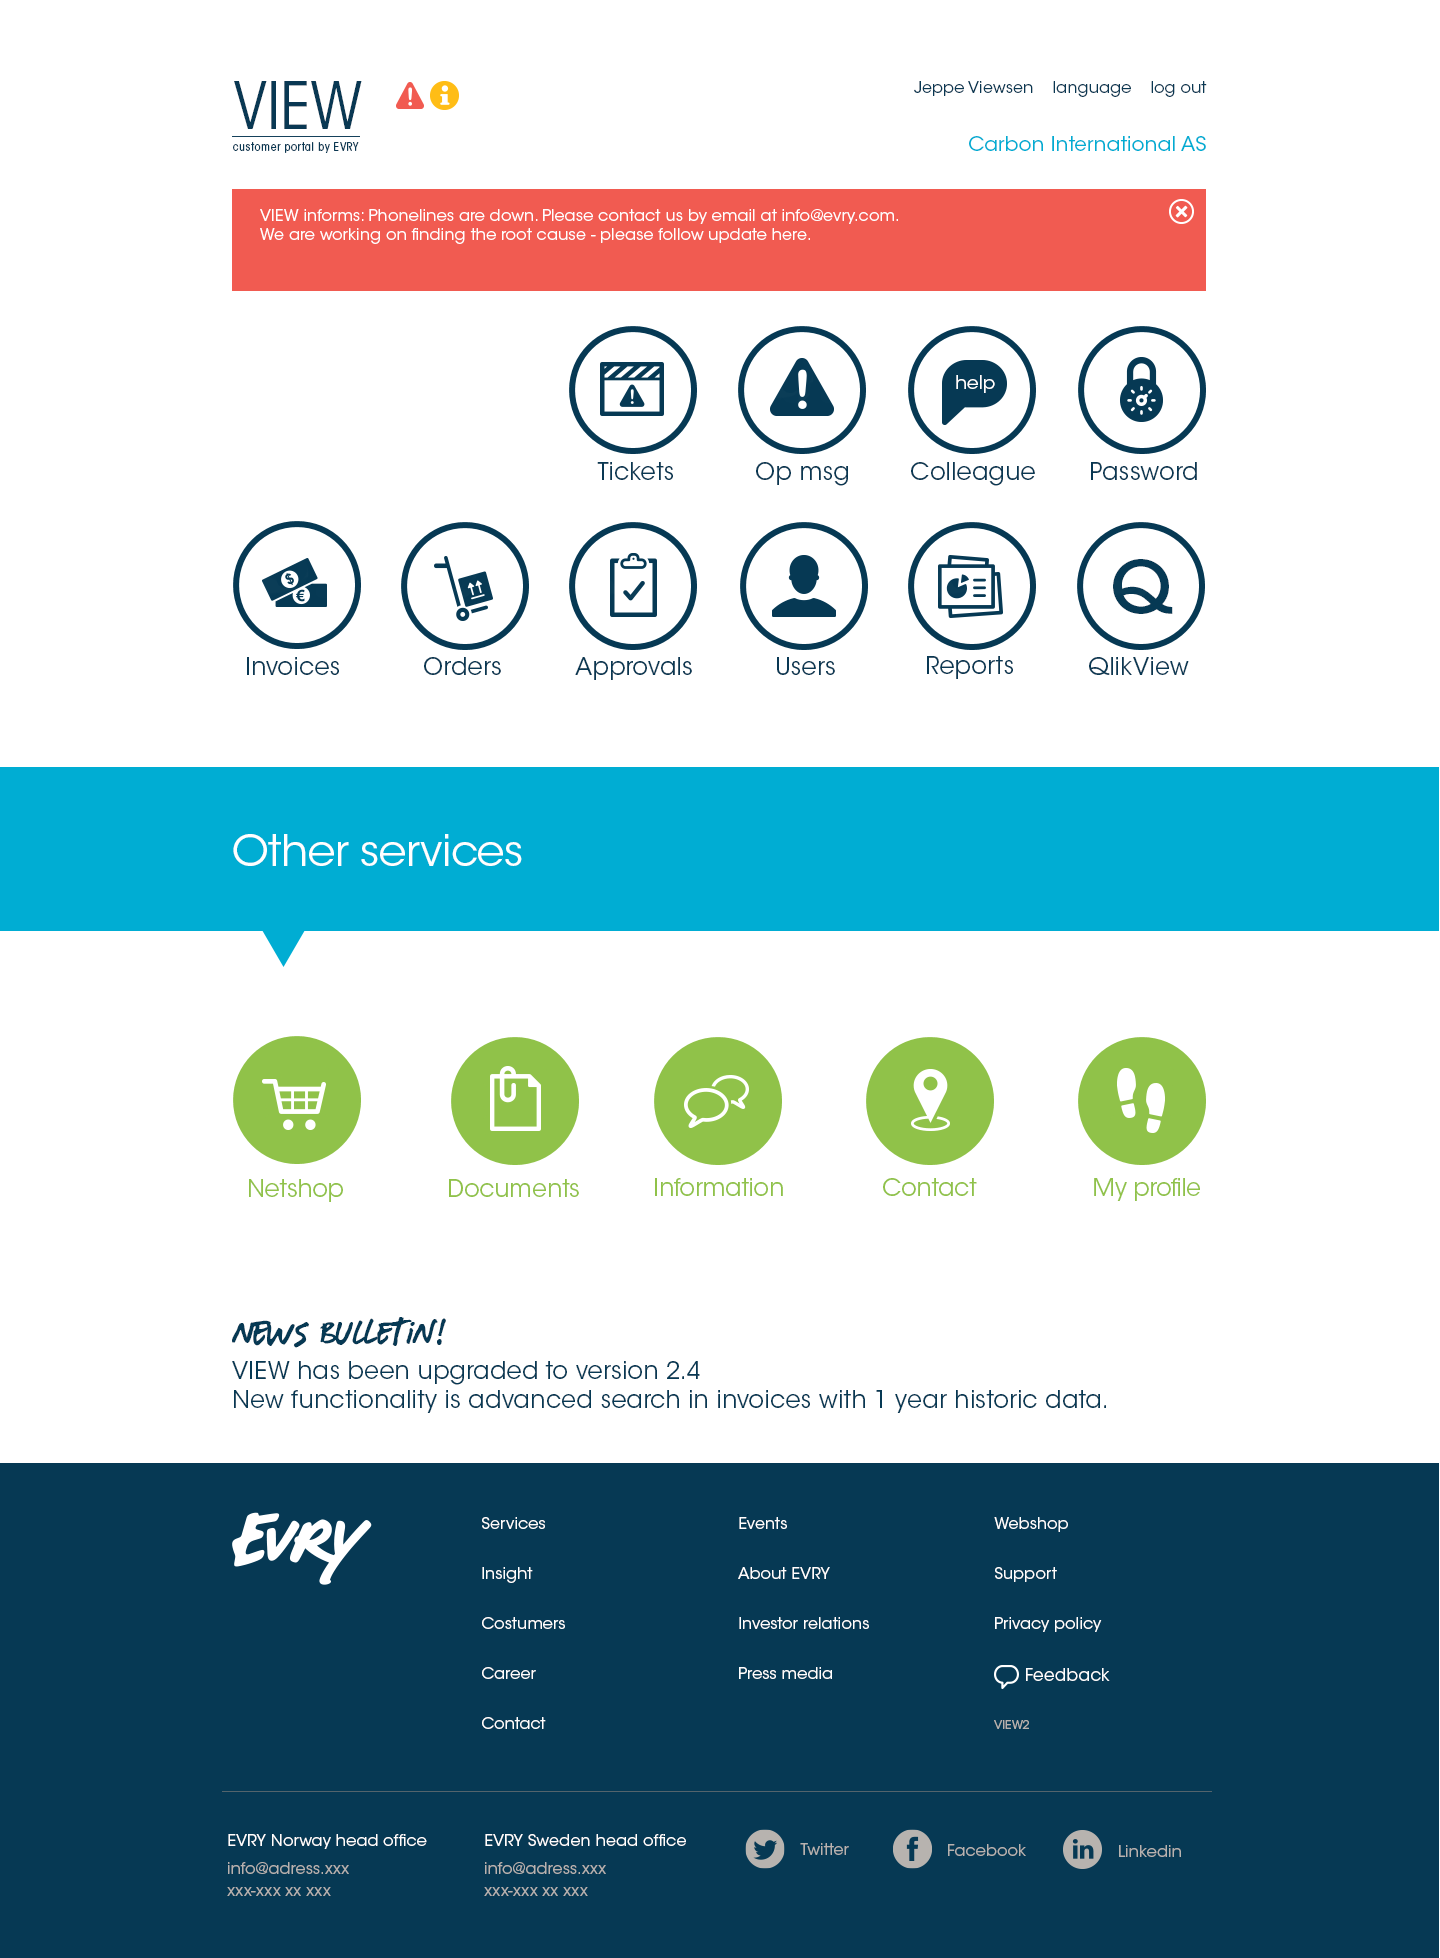 VIEW
customer portal by EVRY
Jeppe Viewsen language log out
Carbon International AS
VIEW informs: Phonelines are down. Please contact us by email at info@evry.com.
We are working on finding the root cause - please follow update here.
help
Tickets Op msg Colleague Password
$
€
Q
Invoices Orders Approvals Users Reports QlikView
Other services
Netshop Documents Information Contact My profile
NEWS BULLETiN!
VIEW has been upgraded to version 2.4
New functionality is advanced search in invoices with 1 year historic data.
EVRY
Services Events Webshop
Insight About EVRY Support
Costumers Investor relations Privacy policy
Career Press media Feedback
Contact VIEW2
EVRY Norway head office
info@adress.xxx
xxx-xxx xx xxx
EVRY Sweden head office
info@adress.xxx
xxx-xxx xx xxx
Twitter
f Facebook
in Linkedin